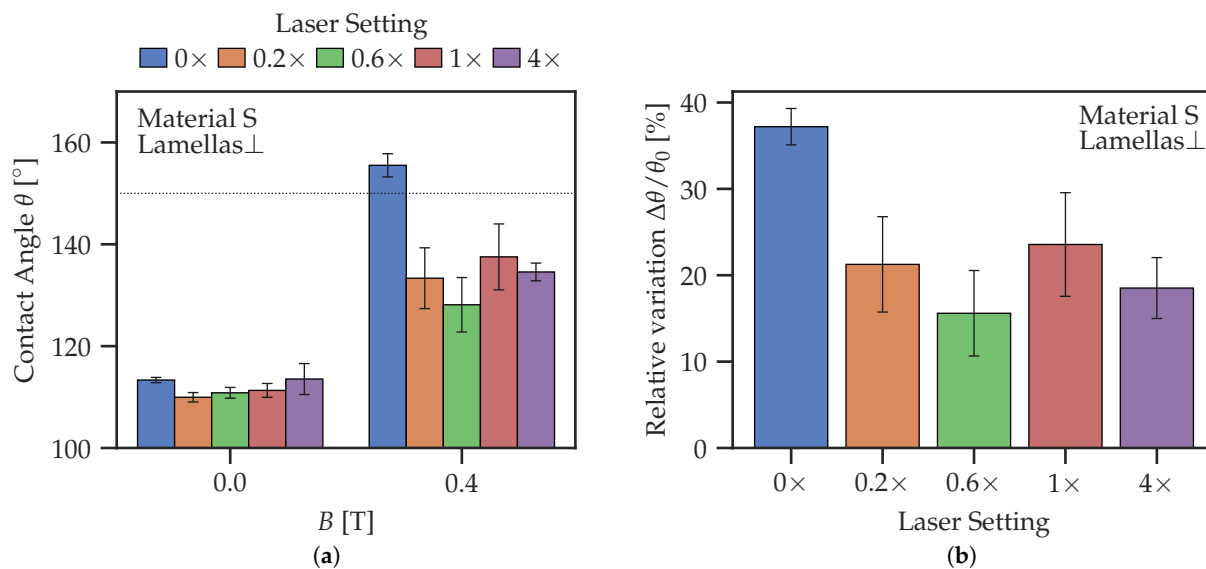 Laser Setting
0× 0.2× 0.6× 1× 4×
Material S
Lamellas⊥
Contact Angle θ [°]
160
140
120
100
0.0 0.4
B [T]
(a)
Material S
Lamellas⊥
Relative variation Δθ/θ₀ [%]
40
30
20
10
0
0× 0.2× 0.6× 1× 4×
Laser Setting
(b)